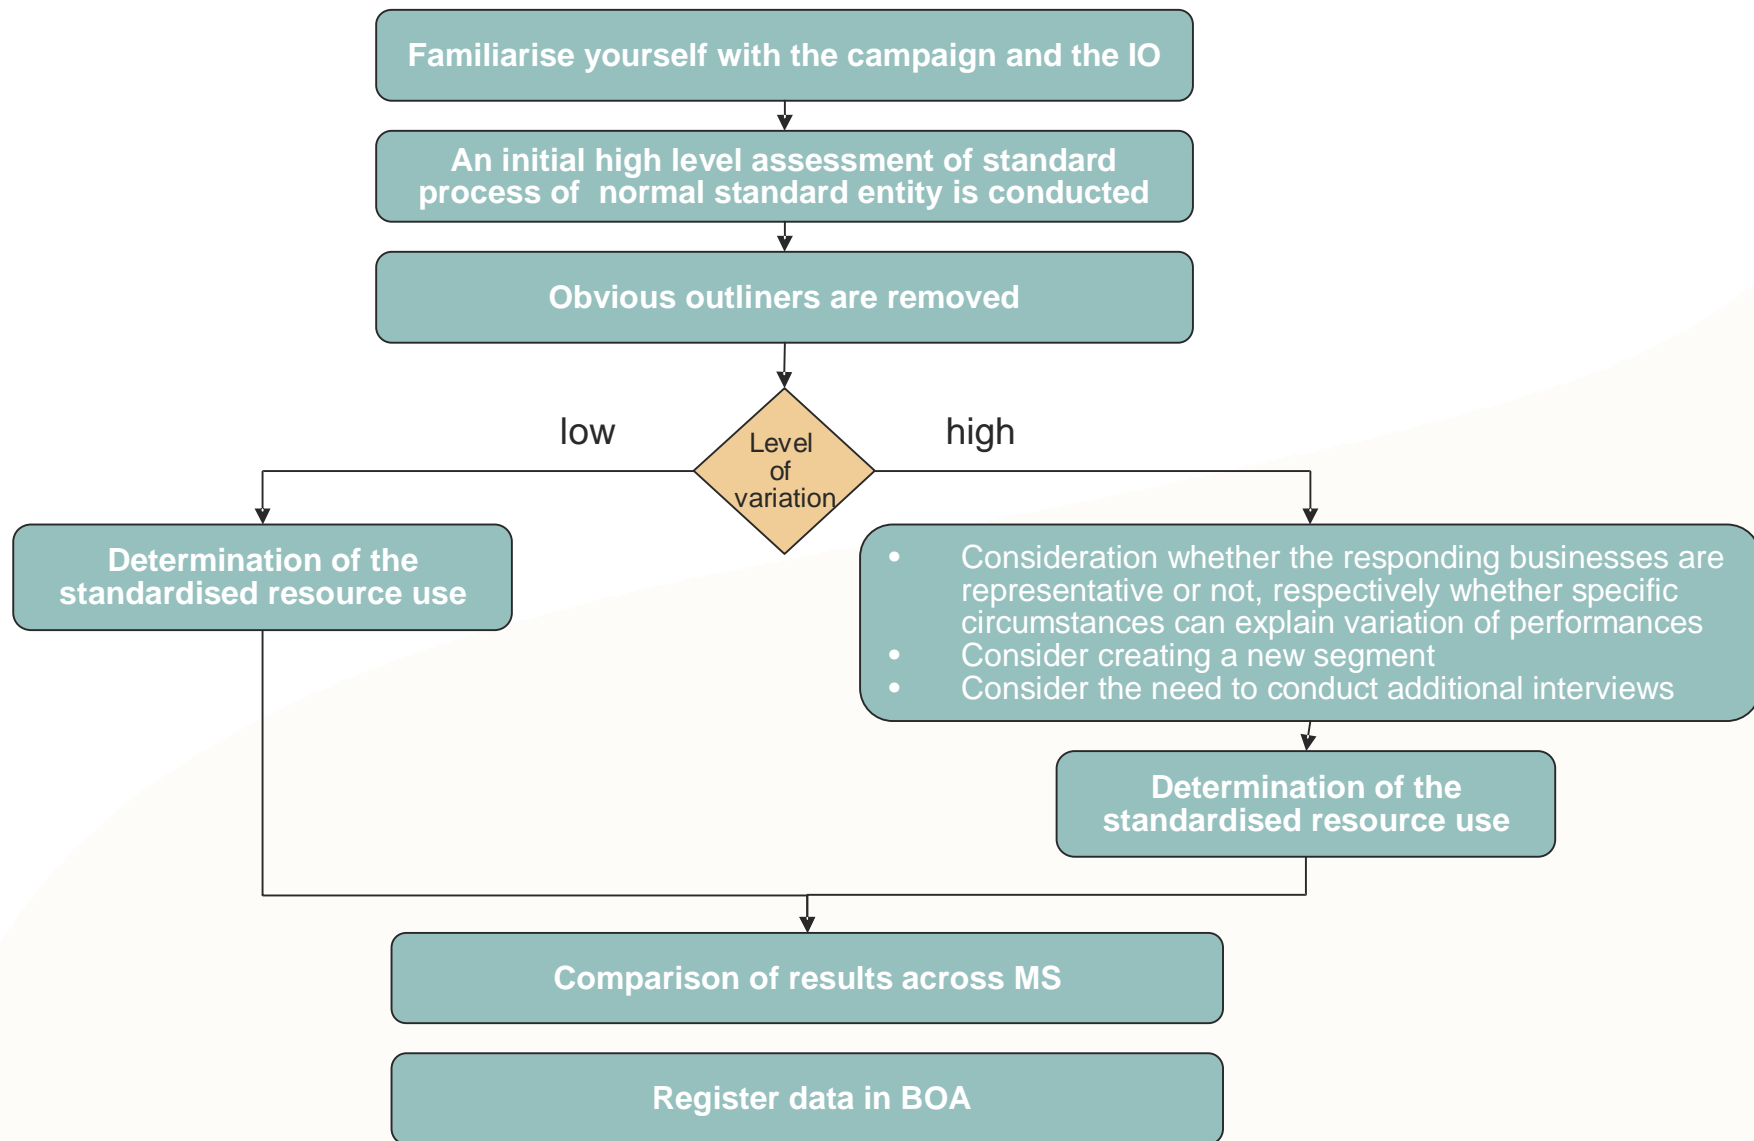 Familiarise yourself with the campaign and the IO
An initial high level assessment of standard
process of  normal standard entity is conducted
Obvious outliners are removed
low
high
Level
of
variation
Determination of the
standardised resource use
• Consideration whether the responding businesses are
representative or not, respectively whether specific
circumstances can explain variation of performances
• Consider creating a new segment
• Consider the need to conduct additional interviews
Determination of the
standardised resource use
Comparison of results across MS
Register data in BOA